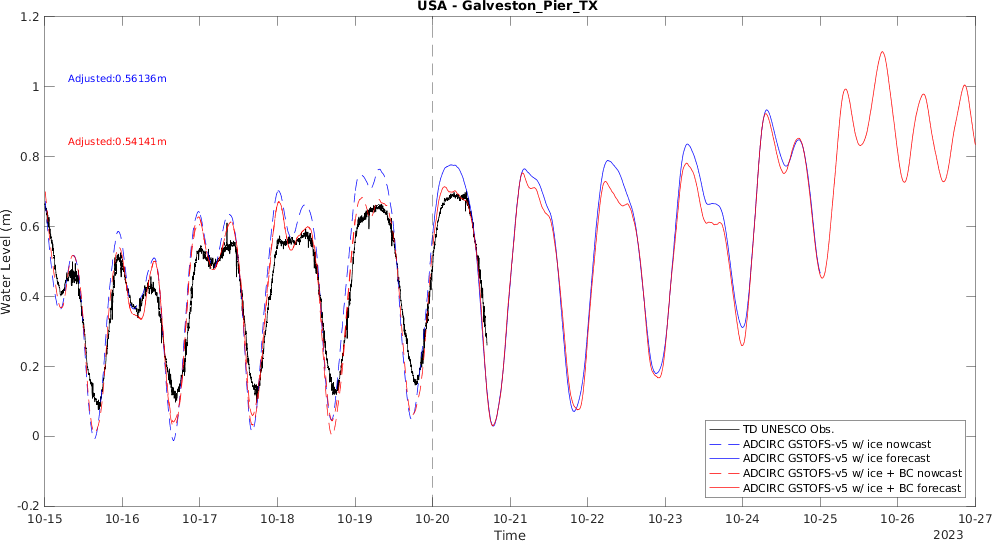 USA - Galveston_Pier_TX
1.2
1
0.8
0.6
0.4
0.2
0
-0.2
Water Level (m)
Adjusted:0.56136m
Adjusted:0.54141m
TD UNESCO Obs.
ADCIRC GSTOFS-v5 w/ ice nowcast
ADCIRC GSTOFS-v5 w/ ice forecast
ADCIRC GSTOFS-v5 w/ ice + BC nowcast
ADCIRC GSTOFS-v5 w/ ice + BC forecast
10-15 10-16 10-17 10-18 10-19 10-20 10-21 10-22 10-23 10-24 10-25 10-26 10-27
Time
2023